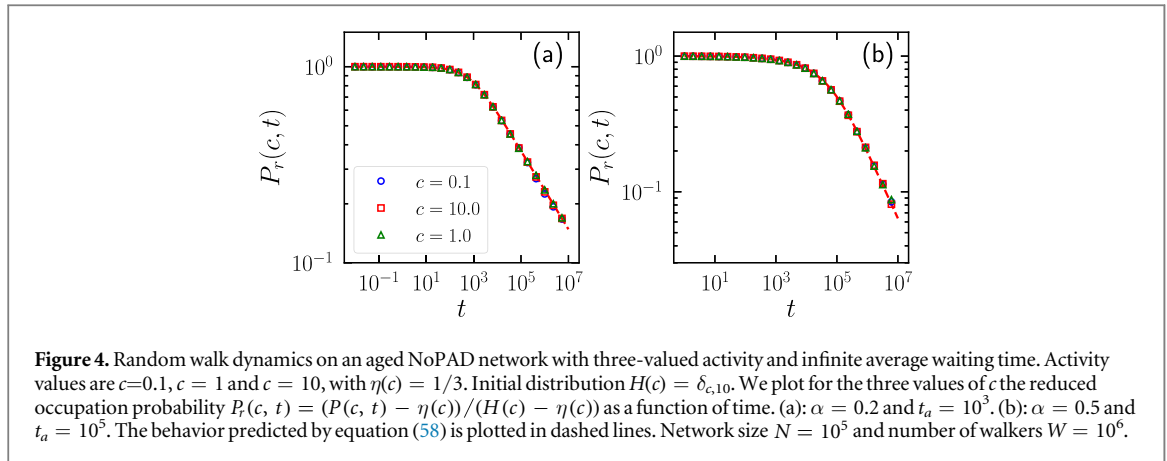 (a)
(b)
10^0
10^{-1}
P_r(c, t)
c = 0.1
c = 10.0
c = 1.0
10^{-1} 10^1 10^3 10^5 10^7
t
10^0
10^{-1}
P_r(c, t)
10^1 10^3 10^5 10^7
t
Figure 4. Random walk dynamics on an aged NoPAD network with three-valued activity and infinite average waiting time. Activity
values are c=0.1, c = 1 and c = 10, with η(c) = 1/3. Initial distribution H(c) = δ_{c,10}. We plot for the three values of c the reduced
occupation probability P_r(c, t) = (P(c, t) − η(c))/(H(c) − η(c)) as a function of time. (a): α = 0.2 and t_a = 10^3. (b): α = 0.5 and
t_a = 10^5. The behavior predicted by equation (58) is plotted in dashed lines. Network size N = 10^5 and number of walkers W = 10^6.